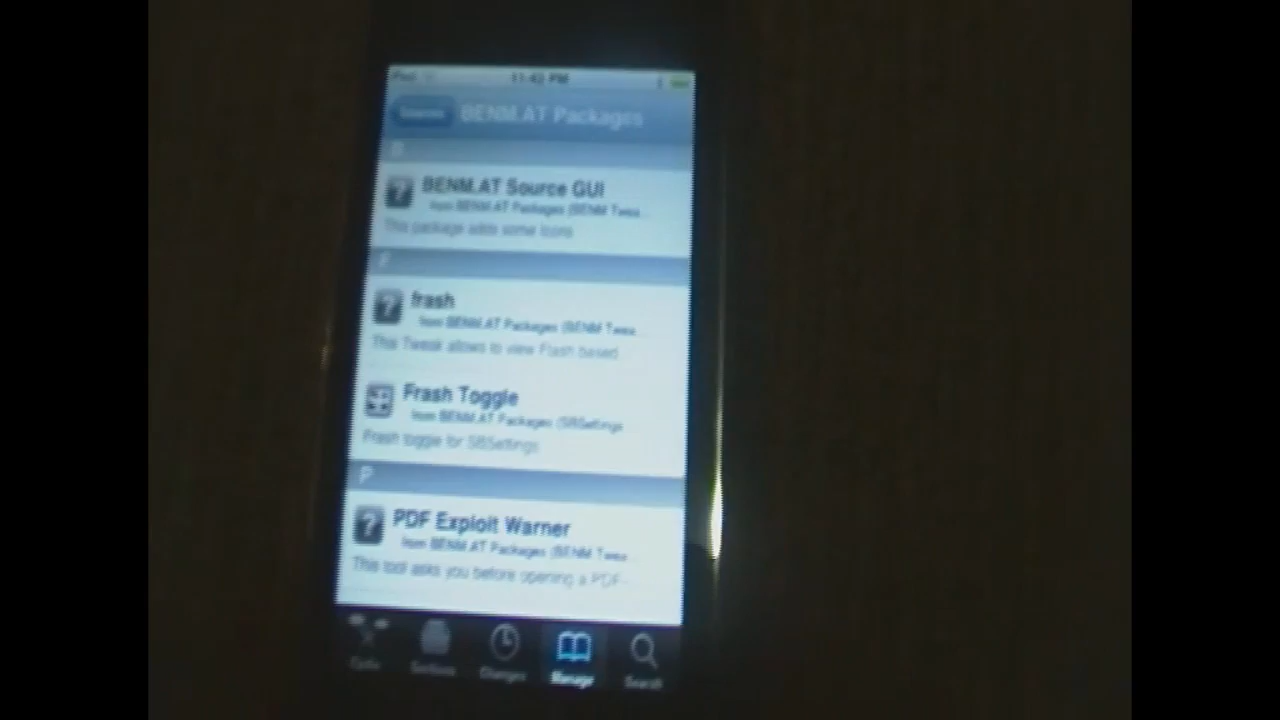 iPod 11:43 PM
Sources BENM.AT Packages
B
BENM.AT Source GUI
from BENM.AT Packages (BENM Twea...
This package adds some Icons
F
frash
from BENM.AT Packages (BENM Twea...
This Tweak allows to view Flash based
Frash Toggle
from BENM.AT Packages (SBSettings
Frash toggle for SBSettings
P
PDF Exploit Warner
from BENM.AT Packages (BENM Twea...
This tool asks you before opening a PDF-
Cydia Sections Changes Manage Search